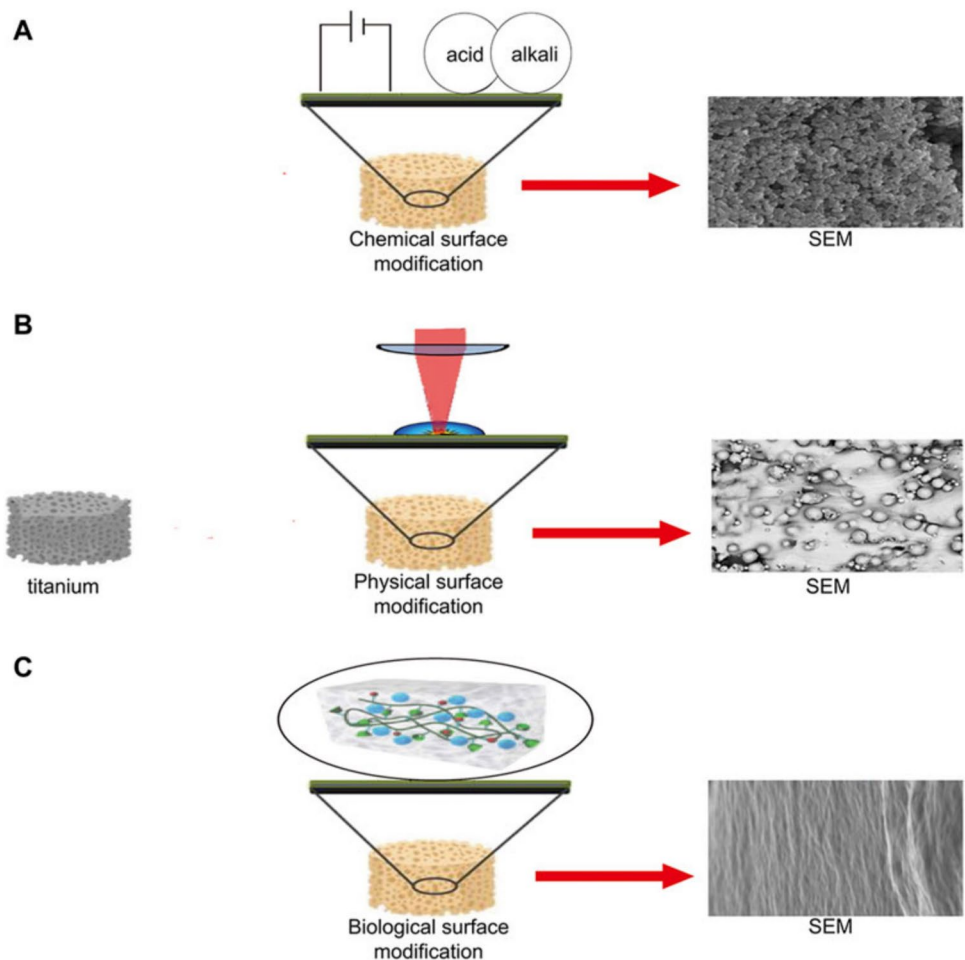 A
acid
alkali
Chemical surface
modification
SEM
B
titanium
Physical surface
modification
SEM
C
Biological surface
modification
SEM